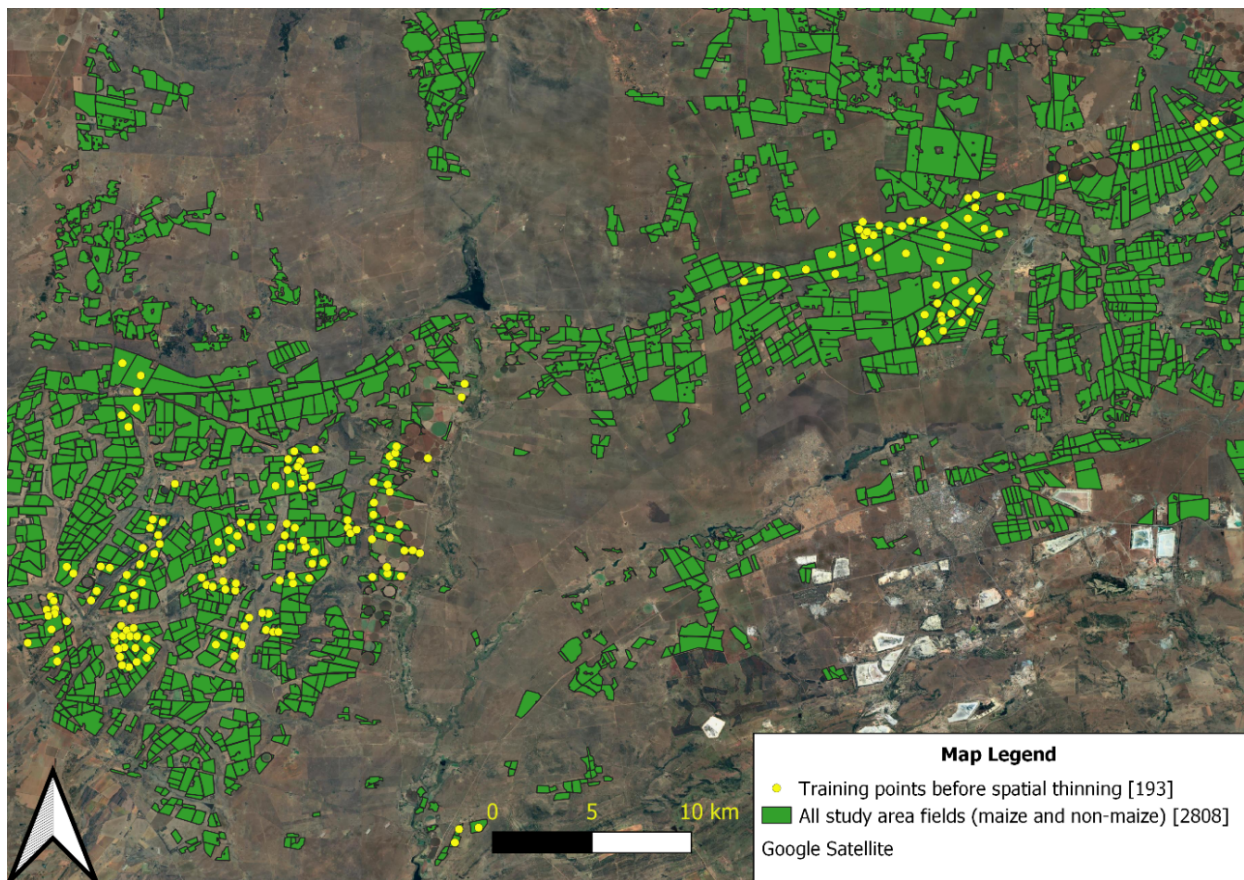 0 5 10 km
Map Legend
Training points before spatial thinning [193]
All study area fields (maize and non-maize) [2808]
Google Satellite